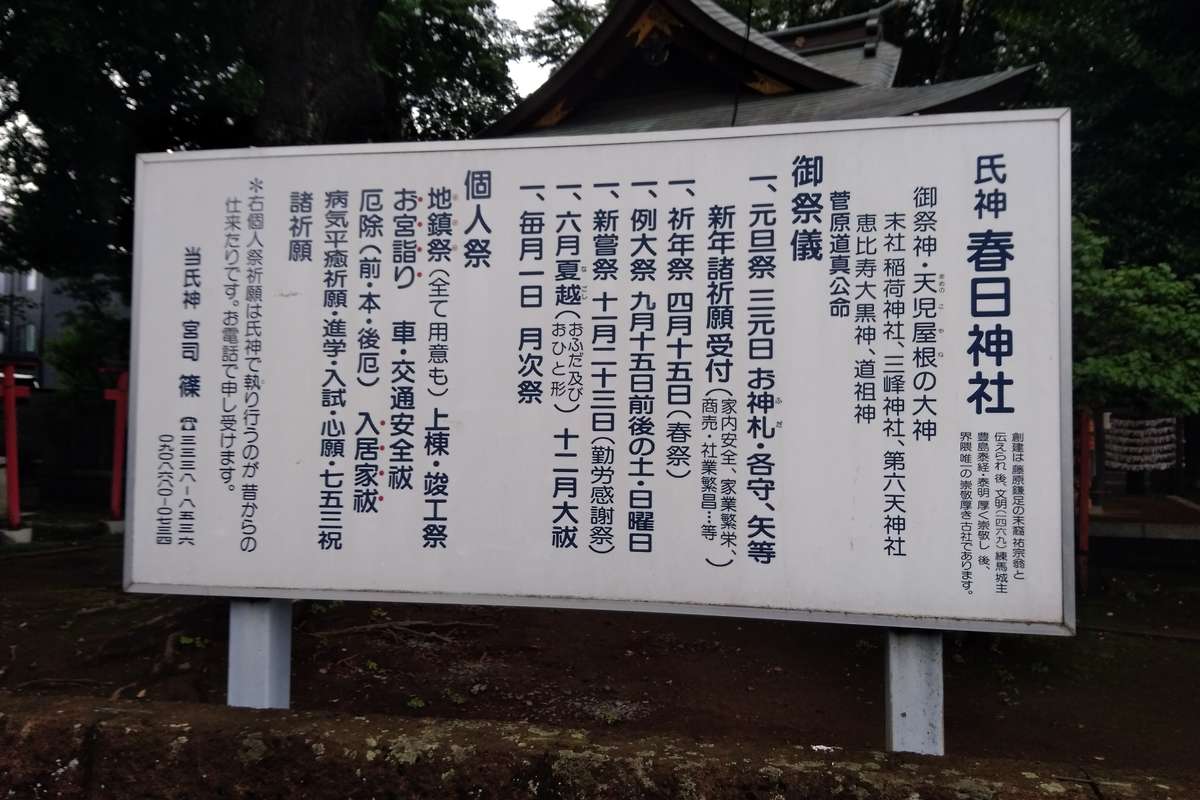 氏神 春日神社
創建は藤原鎌足の末裔祐宗翁と
伝えられ後、文明(一四六九)練馬城主
豊島泰経・泰明 厚く崇敬し 後、
界隈唯一の崇敬厚き古社であります。
御祭神・天児屋根の大神
末社 稲荷神社、三峰神社、第六天神社
恵比寿大黒神、道祖神
菅原道真公命
御祭儀
一、元旦祭 三元日 お神札・各守、矢等
新年諸祈願受付(家内安全、家業繁栄、商売・社業繁昌…等)
一、祈年祭 四月十五日(春祭)
一、例大祭 九月十五日前後の土・日曜日
一、新嘗祭 十一月二十三日(勤労感謝祭)
一、六月夏越(おふだ及びおひと形) 十二月大祓
一、毎月一日 月次祭
個人祭
地鎮祭(全て用意も) 上棟・竣工祭
お宮詣り 車・交通安全祓
厄除(前・本・後厄) 入居家祓
病気平癒祈願・進学・入試・心願・七五三祝
諸祈願
＊右個人祭祈願は氏神で執り行うのが 昔からの
仕来たりです。お電話で申し受けます。
当氏神 宮司 篠